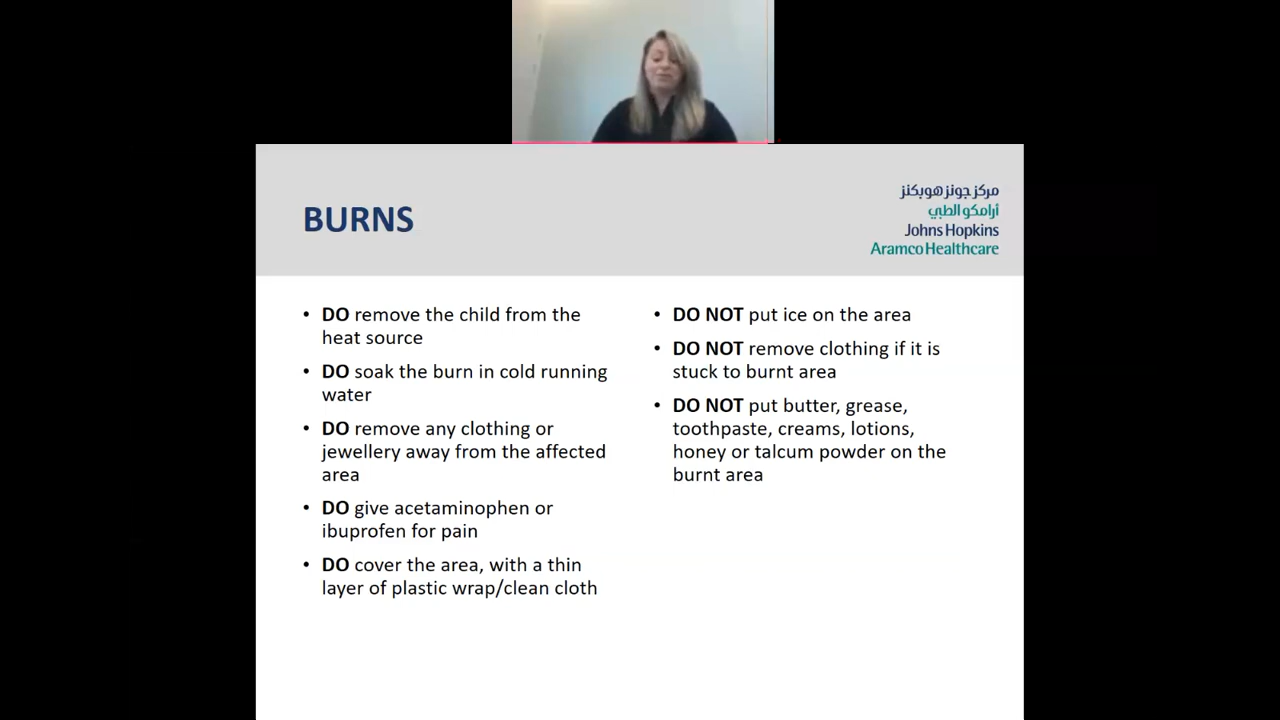 BURNS
مركز جونز هوبكنز
أرامكو الطبي
Johns Hopkins
Aramco Healthcare
• DO remove the child from the
heat source
• DO soak the burn in cold running
water
• DO remove any clothing or
jewellery away from the affected
area
• DO give acetaminophen or
ibuprofen for pain
• DO cover the area, with a thin
layer of plastic wrap/clean cloth
• DO NOT put ice on the area
• DO NOT remove clothing if it is
stuck to burnt area
• DO NOT put butter, grease,
toothpaste, creams, lotions,
honey or talcum powder on the
burnt area